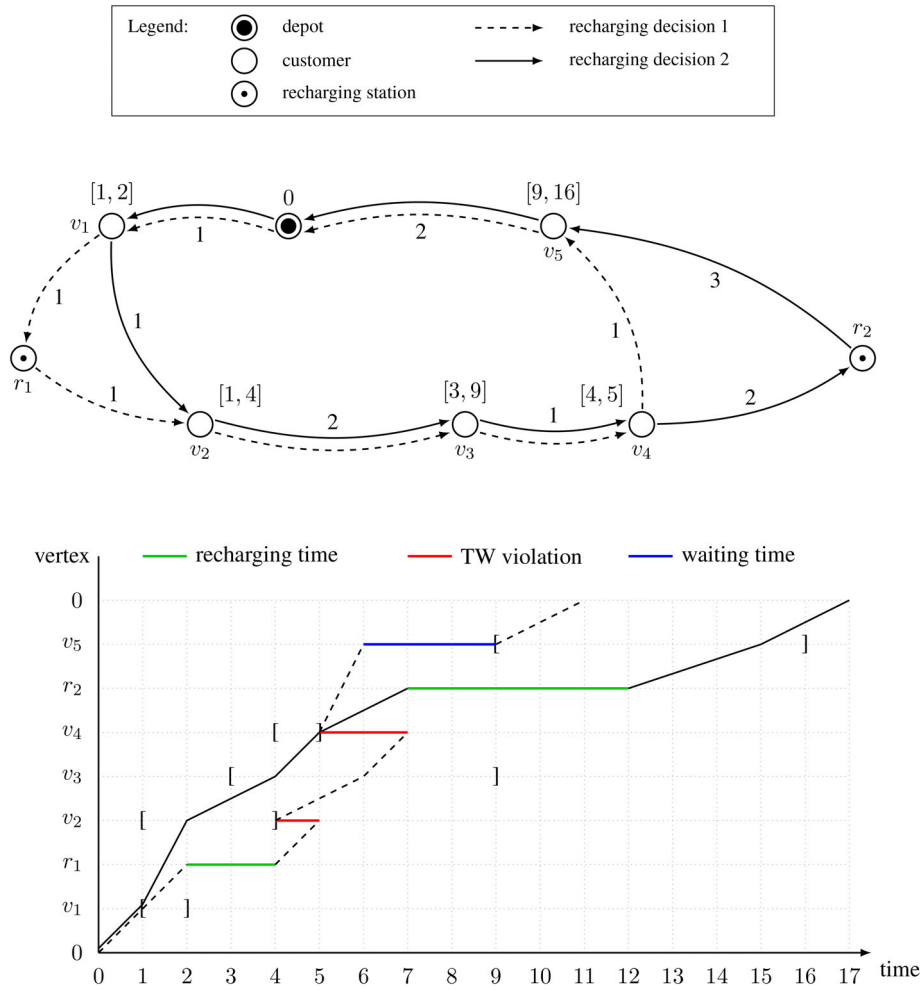 Legend: depot recharging decision 1
customer recharging decision 2
recharging station
[1, 2] 0 [9, 16]
v1 1 2 v5
1 1 1 3
r1 r2
1 [1, 4] [3, 9] [4, 5] 2
2 1
v2 v3 v4
vertex recharging time TW violation waiting time
0
v5 [ ]
r2
v4 [ ]
v3 [ ]
v2 [ ]
r1
v1 [ ]
0
0 1 2 3 4 5 6 7 8 9 10 11 12 13 14 15 16 17 time